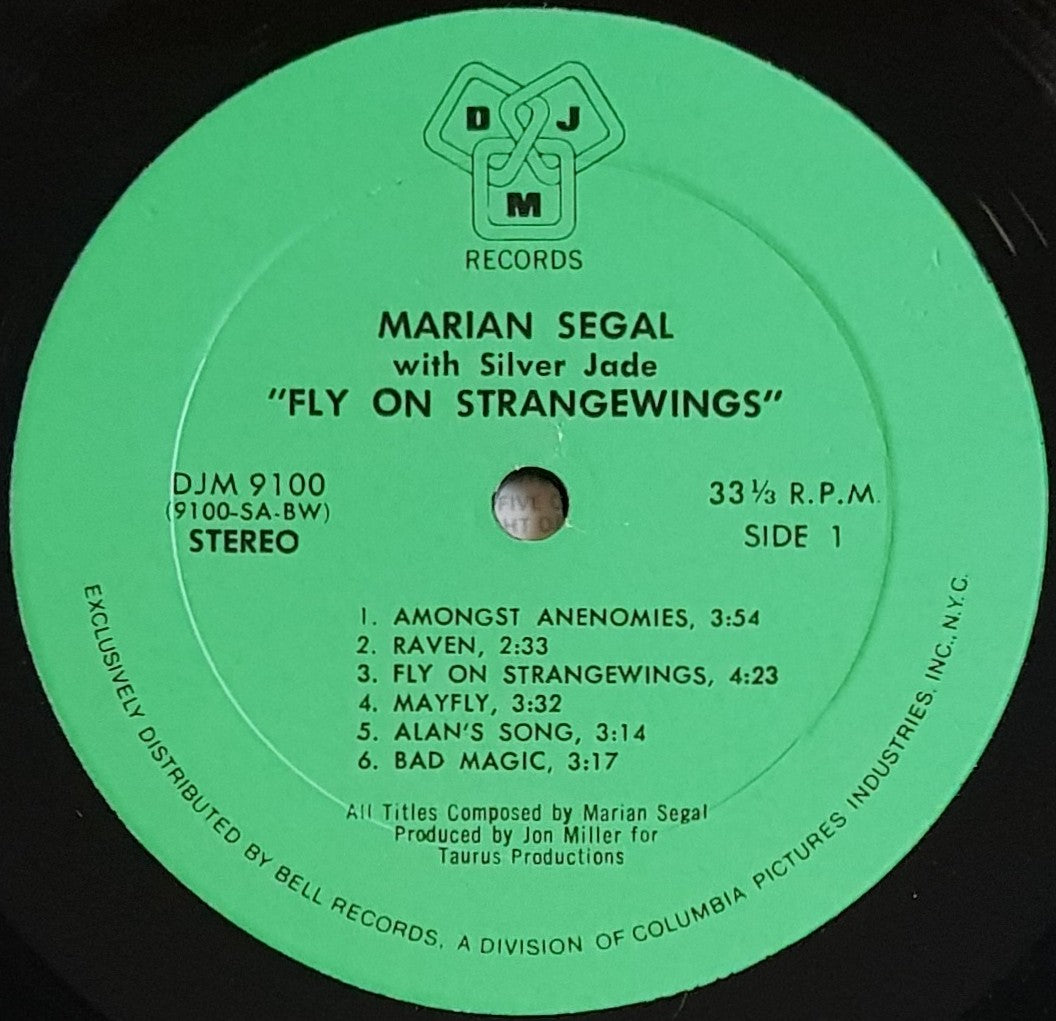 D J
M
RECORDS
MARIAN SEGAL
with Silver Jade
"FLY ON STRANGEWINGS"
DJM 9100
(9100-SA-BW)
STEREO
33 ⅓ R.P.M.
SIDE 1
1. AMONGST ANENOMIES, 3:54
2. RAVEN, 2:33
3. FLY ON STRANGEWINGS, 4:23
4. MAYFLY, 3:32
5. ALAN'S SONG, 3:14
6. BAD MAGIC, 3:17
All Titles Composed by Marian Segal
Produced by Jon Miller for
Taurus Productions
EXCLUSIVELY DISTRIBUTED BY BELL RECORDS, A DIVISION OF COLUMBIA PICTURES INDUSTRIES, INC., N.Y.C.